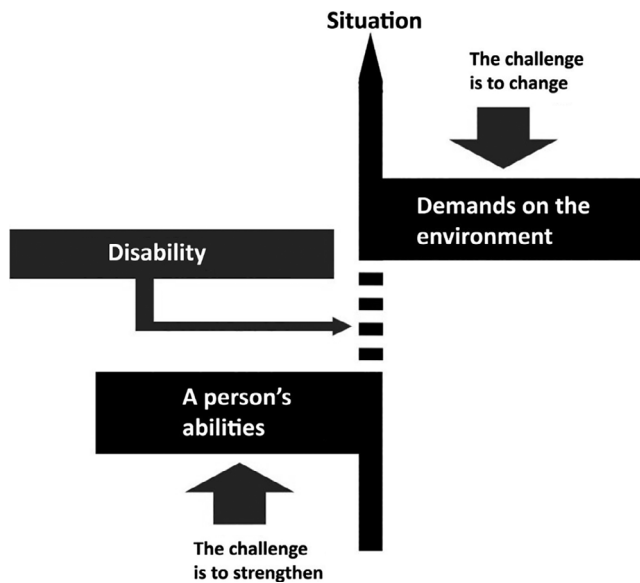 Situation
The challenge
is to change
Demands on the
environment
Disability
A person's
abilities
The challenge
is to strengthen